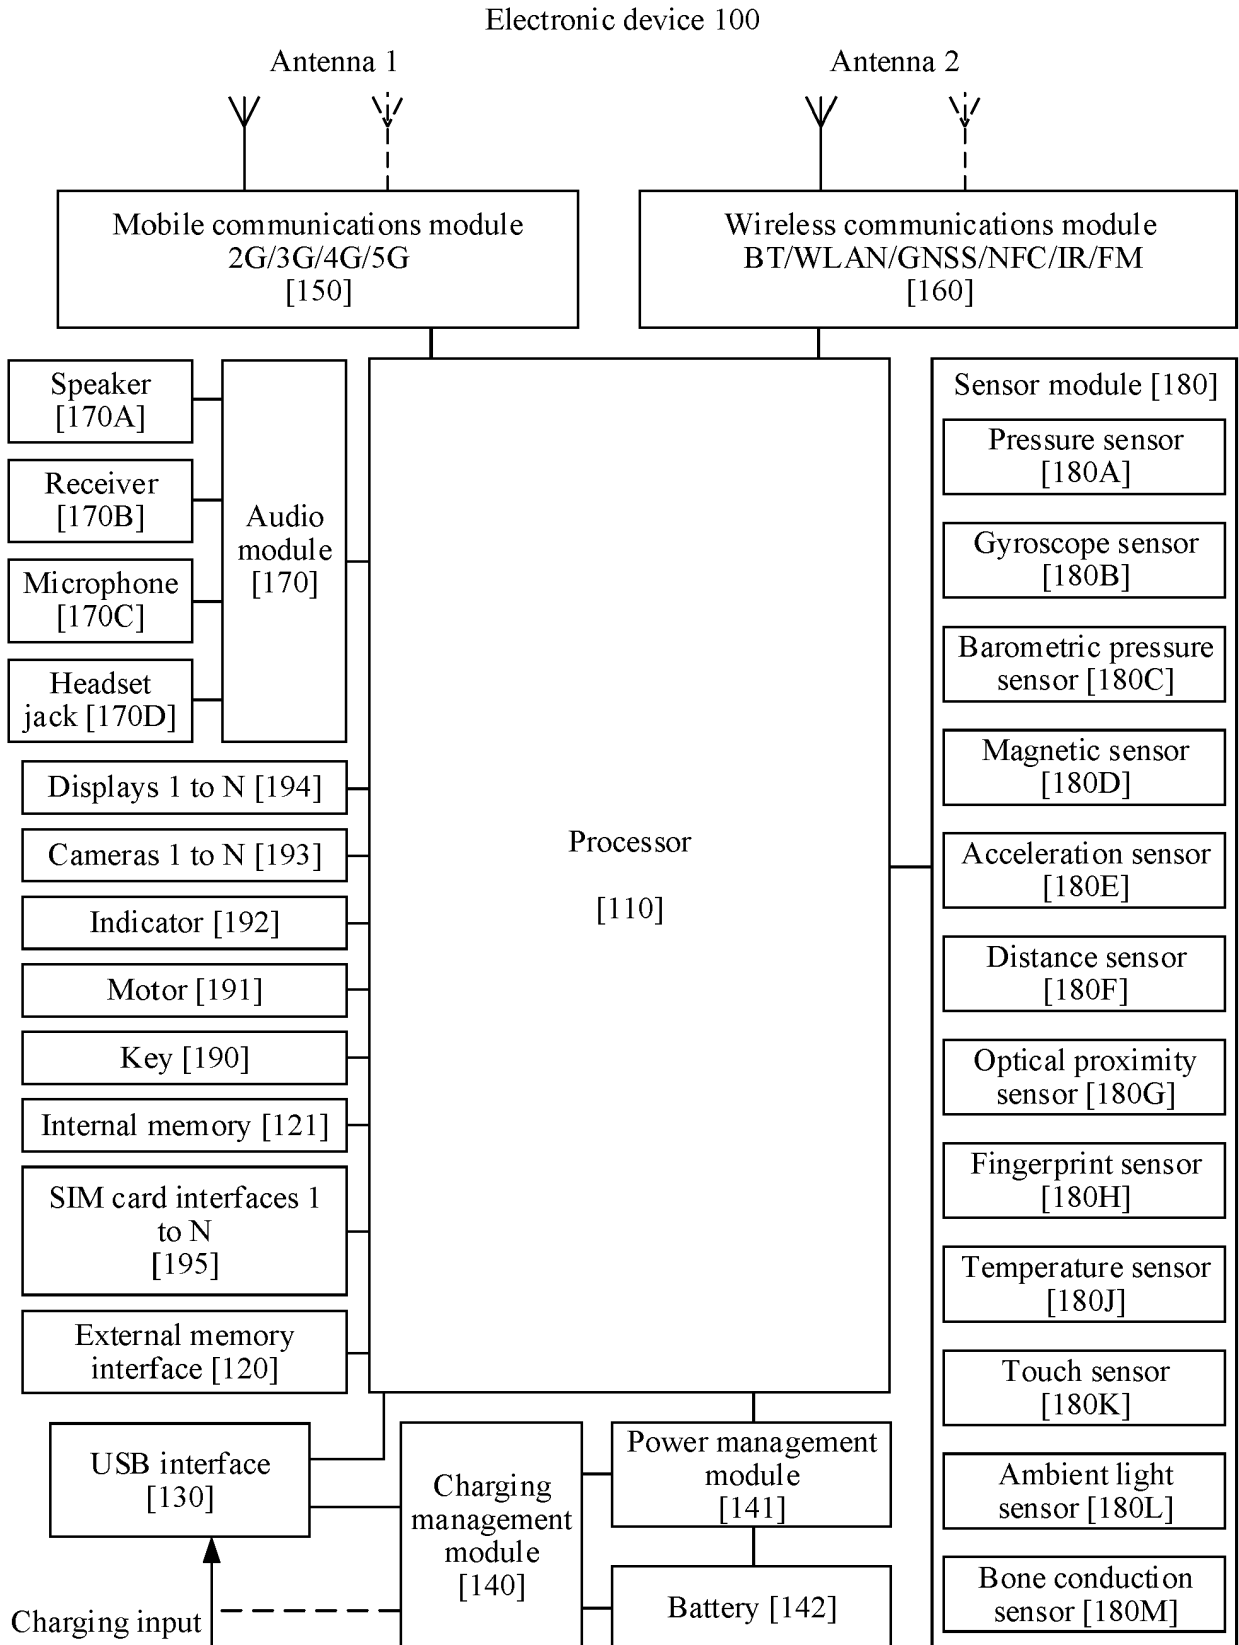 Electronic device 100
Antenna 1
Antenna 2
Mobile communications module
2G/3G/4G/5G
[150]
Wireless communications module
BT/WLAN/GNSS/NFC/IR/FM
[160]
Speaker
[170A]
Receiver
[170B]
Microphone
[170C]
Headset
jack [170D]
Audio
module
[170]
Displays 1 to N [194]
Cameras 1 to N [193]
Indicator [192]
Motor [191]
Key [190]
Internal memory [121]
SIM card interfaces 1
to N
[195]
External memory
interface [120]
Processor
[110]
Sensor module [180]
Pressure sensor
[180A]
Gyroscope sensor
[180B]
Barometric pressure
sensor [180C]
Magnetic sensor
[180D]
Acceleration sensor
[180E]
Distance sensor
[180F]
Optical proximity
sensor [180G]
Fingerprint sensor
[180H]
Temperature sensor
[180J]
Touch sensor
[180K]
Ambient light
sensor [180L]
Bone conduction
sensor [180M]
USB interface
[130]
Charging
management
module
[140]
Power management
module
[141]
Battery [142]
Charging input